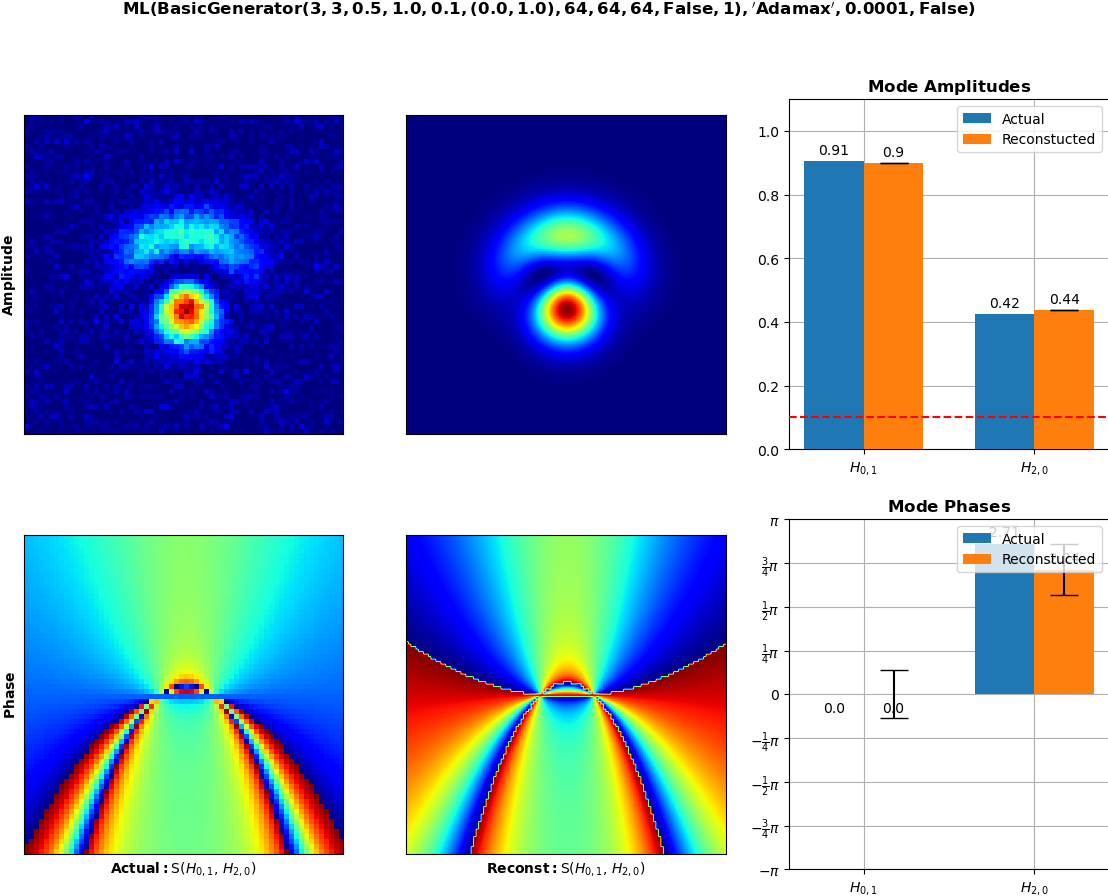 ML(BasicGenerator(3, 3, 0.5, 1.0, 0.1, (0.0, 1.0), 64, 64, 64, False, 1), ′Adamax′, 0.0001, False)
Mode Amplitudes
Actual
Reconstucted
0.91
0.9
0.42
0.44
1.0
0.8
0.6
0.4
0.2
0.0
H0, 1
H2, 0
Amplitude
Mode Phases
2.71
Actual
Reconstucted
0.0
0.0
π
3/4π
1/2π
1/4π
0
−1/4π
−1/2π
−3/4π
−π
H0, 1
H2, 0
Phase
Actual: S(H0, 1, H2, 0)
Reconst: S(H0, 1, H2, 0)